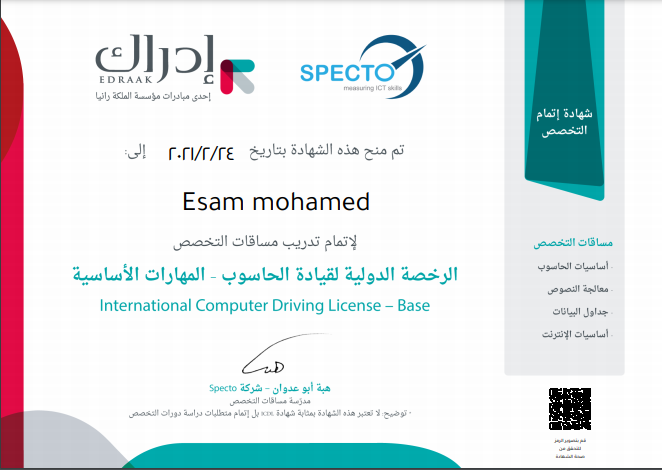 إدراك
EDRAAK
إحدى مبادرات مؤسسة الملكة رانيا
SPECTO
measuring ICT skills
شهادة إتمام
التخصص
تم منح هذه الشهادة بتاريخ ٢٠٢١/٢/٢٤ إلى:
Esam mohamed
لإتمام تدريب مساقات التخصص
الرخصة الدولية لقيادة الحاسوب - المهارات الأساسية
International Computer Driving License – Base
مساقات التخصص
· أساسيات الحاسوب
· معالجة النصوص
· جداول البيانات
· أساسيات الإنترنت
هبة
هبة أبو عدوان - شركة Specto
مدرّسة مساقات التخصص
* توضيح: لا تعتبر هذه الشهادة بمثابة شهادة ICDL بل إتمام متطلبات دراسة دورات التخصص
قم بتصوير الرمز
للتحقق من
صحة الشهادة